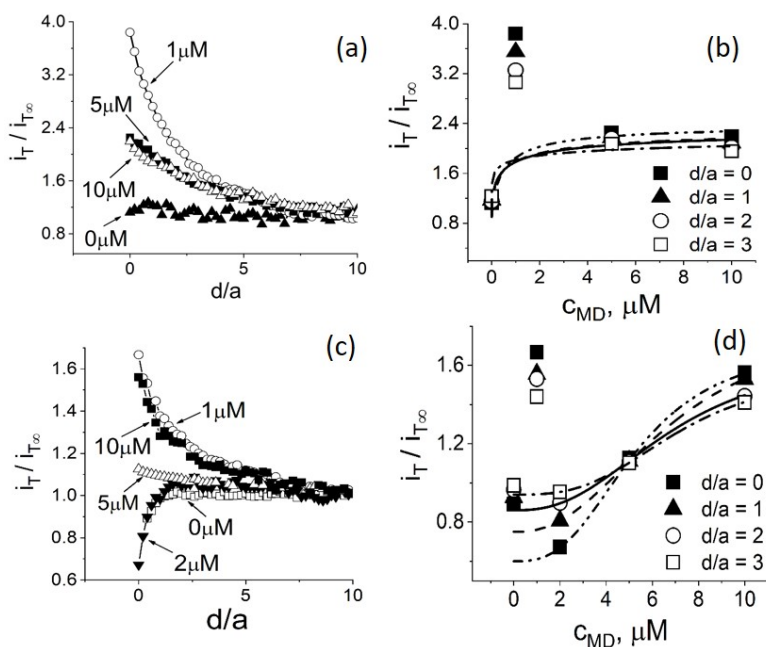 (a)
4.0
3.2
2.4
1.6
0.8
i_T / i_T∞
1μM
5μM
10μM
0μM
0
5
10
d/a
(b)
4.0
3.2
2.4
1.6
0.8
i_T / i_T∞
d/a = 0
d/a = 1
d/a = 2
d/a = 3
0
2
4
6
8
10
c_MD, μM
(c)
1.6
1.4
1.2
1.0
0.8
0.6
i_T / i_T∞
1μM
10μM
5μM
0μM
2μM
0
5
10
d/a
(d)
1.6
1.2
0.8
i_T / i_T∞
d/a = 0
d/a = 1
d/a = 2
d/a = 3
0
2
4
6
8
10
c_MD, μM